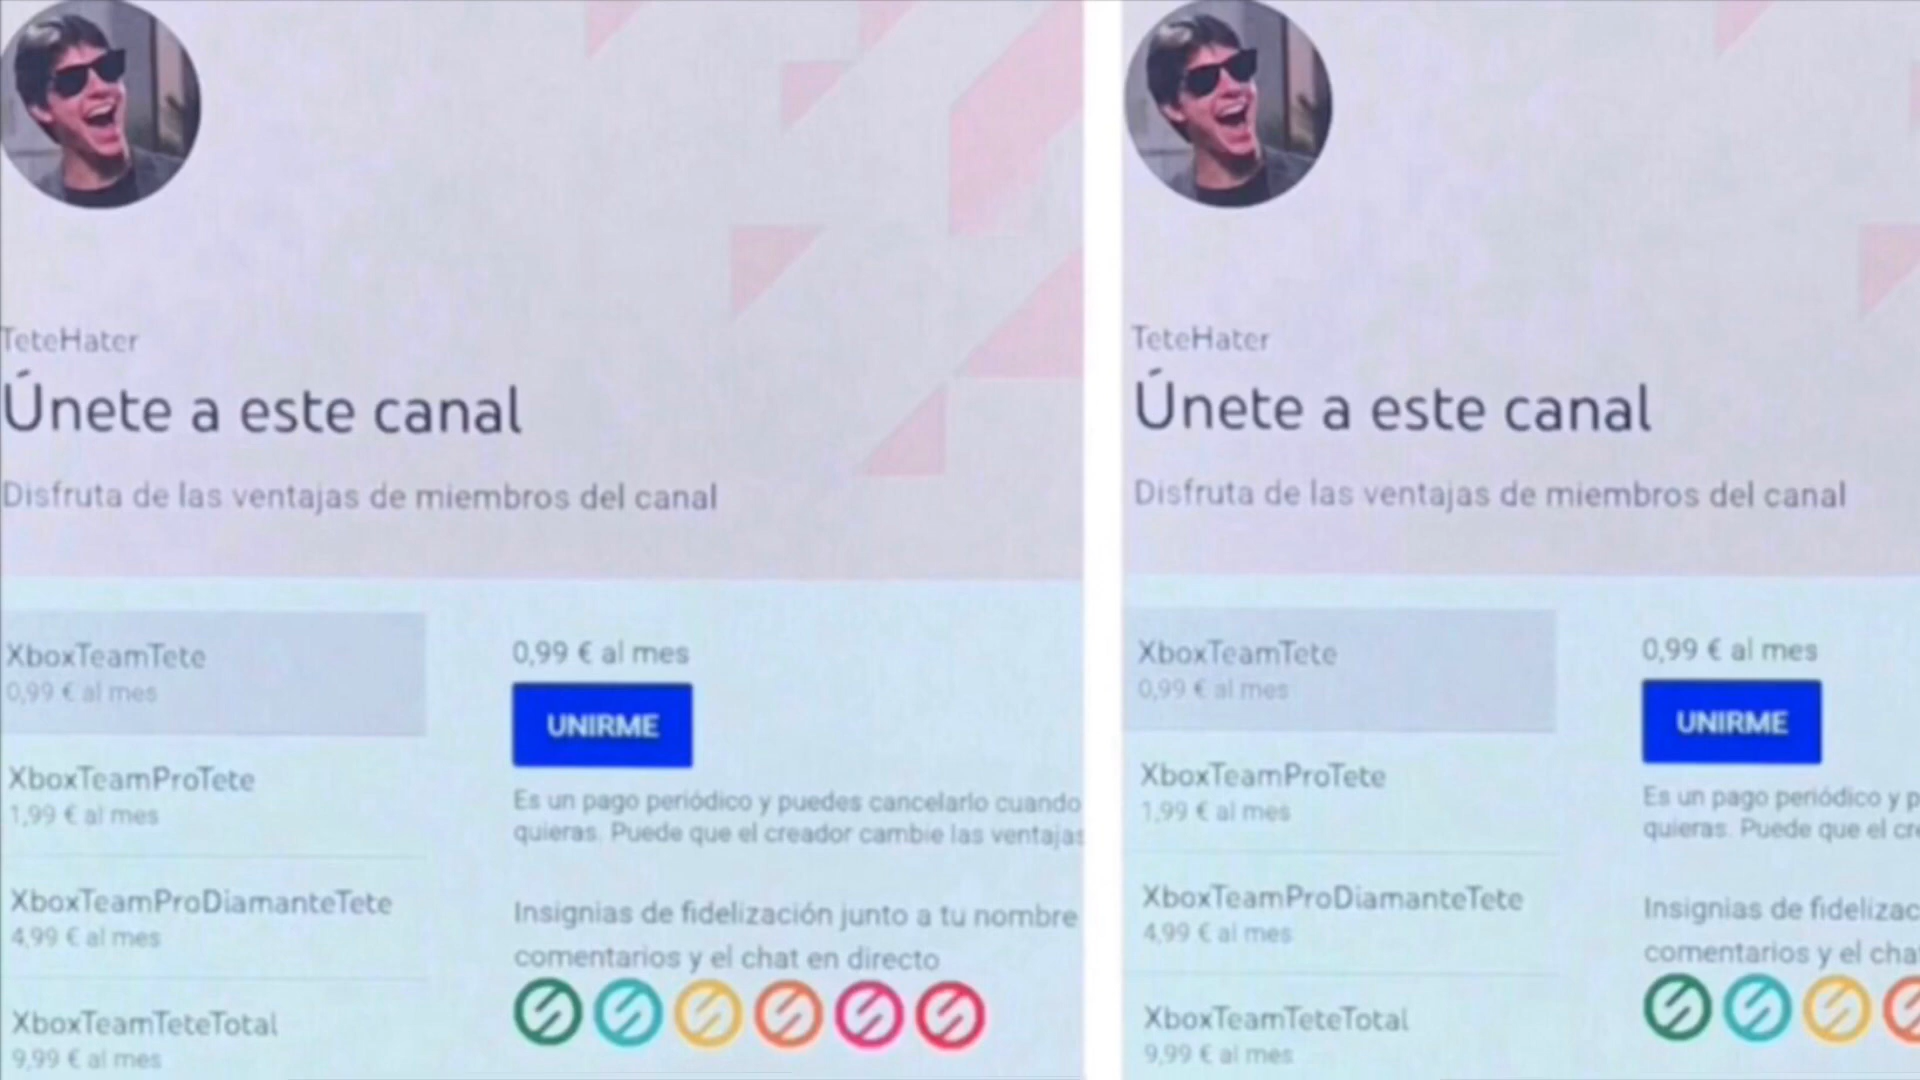 TeteHater
Únete a este canal
Disfruta de las ventajas de miembros del canal
XboxTeamTete
0,99 € al mes
XboxTeamProTete
1,99 € al mes
XboxTeamProDiamanteTete
4,99 € al mes
XboxTeamTeteTotal
9,99 € al mes
0,99 € al mes
UNIRME
Es un pago periódico y puedes cancelarlo cuando
quieras. Puede que el creador cambie las ventajas
Insignias de fidelización junto a tu nombre
comentarios y el chat en directo
TeteHater
Únete a este canal
Disfruta de las ventajas de miembros del canal
XboxTeamTete
0,99 € al mes
XboxTeamProTete
1,99 € al mes
XboxTeamProDiamanteTete
4,99 € al mes
XboxTeamTeteTotal
9,99 € al mes
0,99 € al mes
UNIRME
Es un pago periódico y p
quieras. Puede que el cre
Insignias de fidelizac
comentarios y el cha